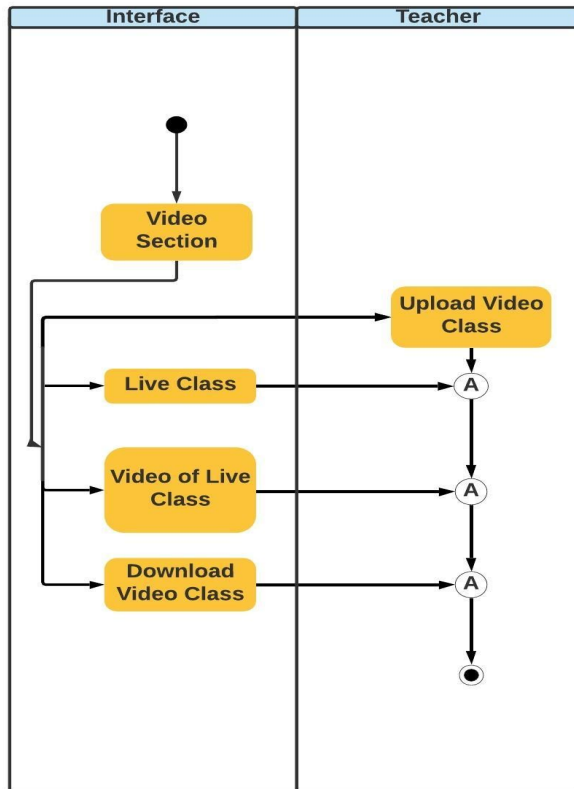 Interface
Teacher
Video
Section
Upload Video
Class
Live Class
A
Video of Live
Class
A
Download
Video Class
A